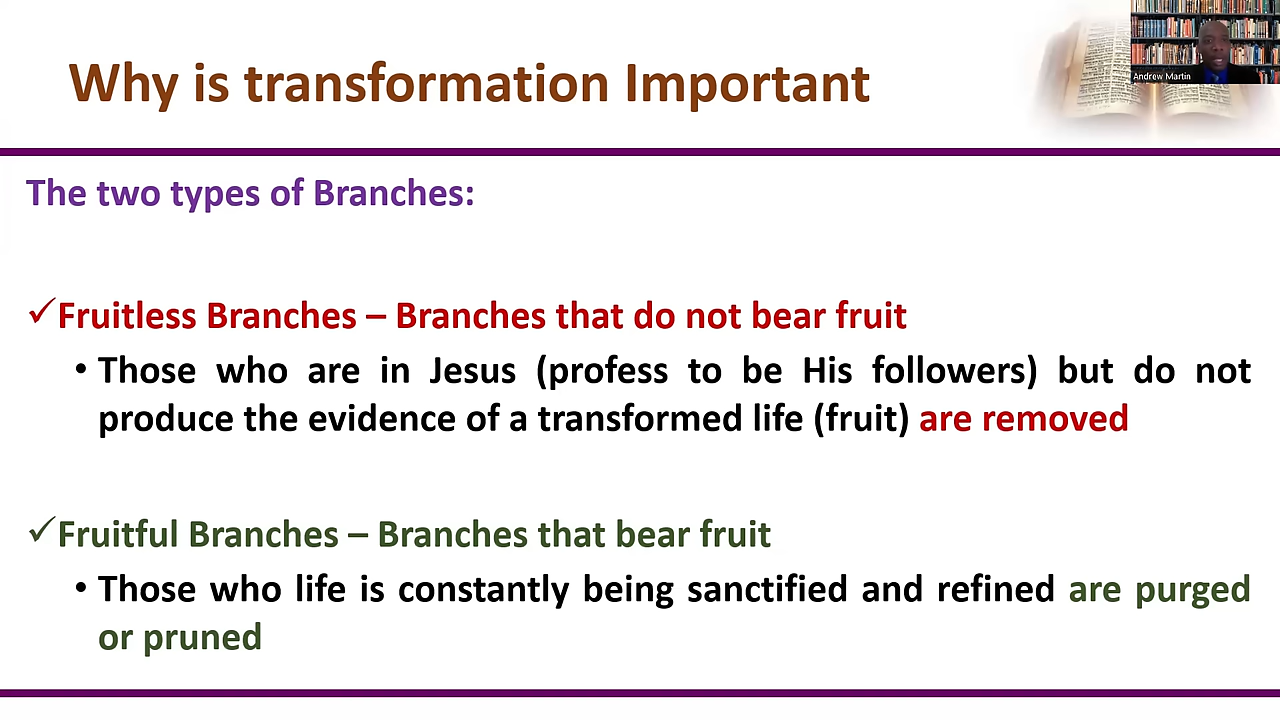 Why is transformation Important
Andrew Martin
The two types of Branches:
✓Fruitless Branches – Branches that do not bear fruit
• Those who are in Jesus (profess to be His followers) but do not
produce the evidence of a transformed life (fruit) are removed
✓Fruitful Branches – Branches that bear fruit
• Those who life is constantly being sanctified and refined are purged
or pruned